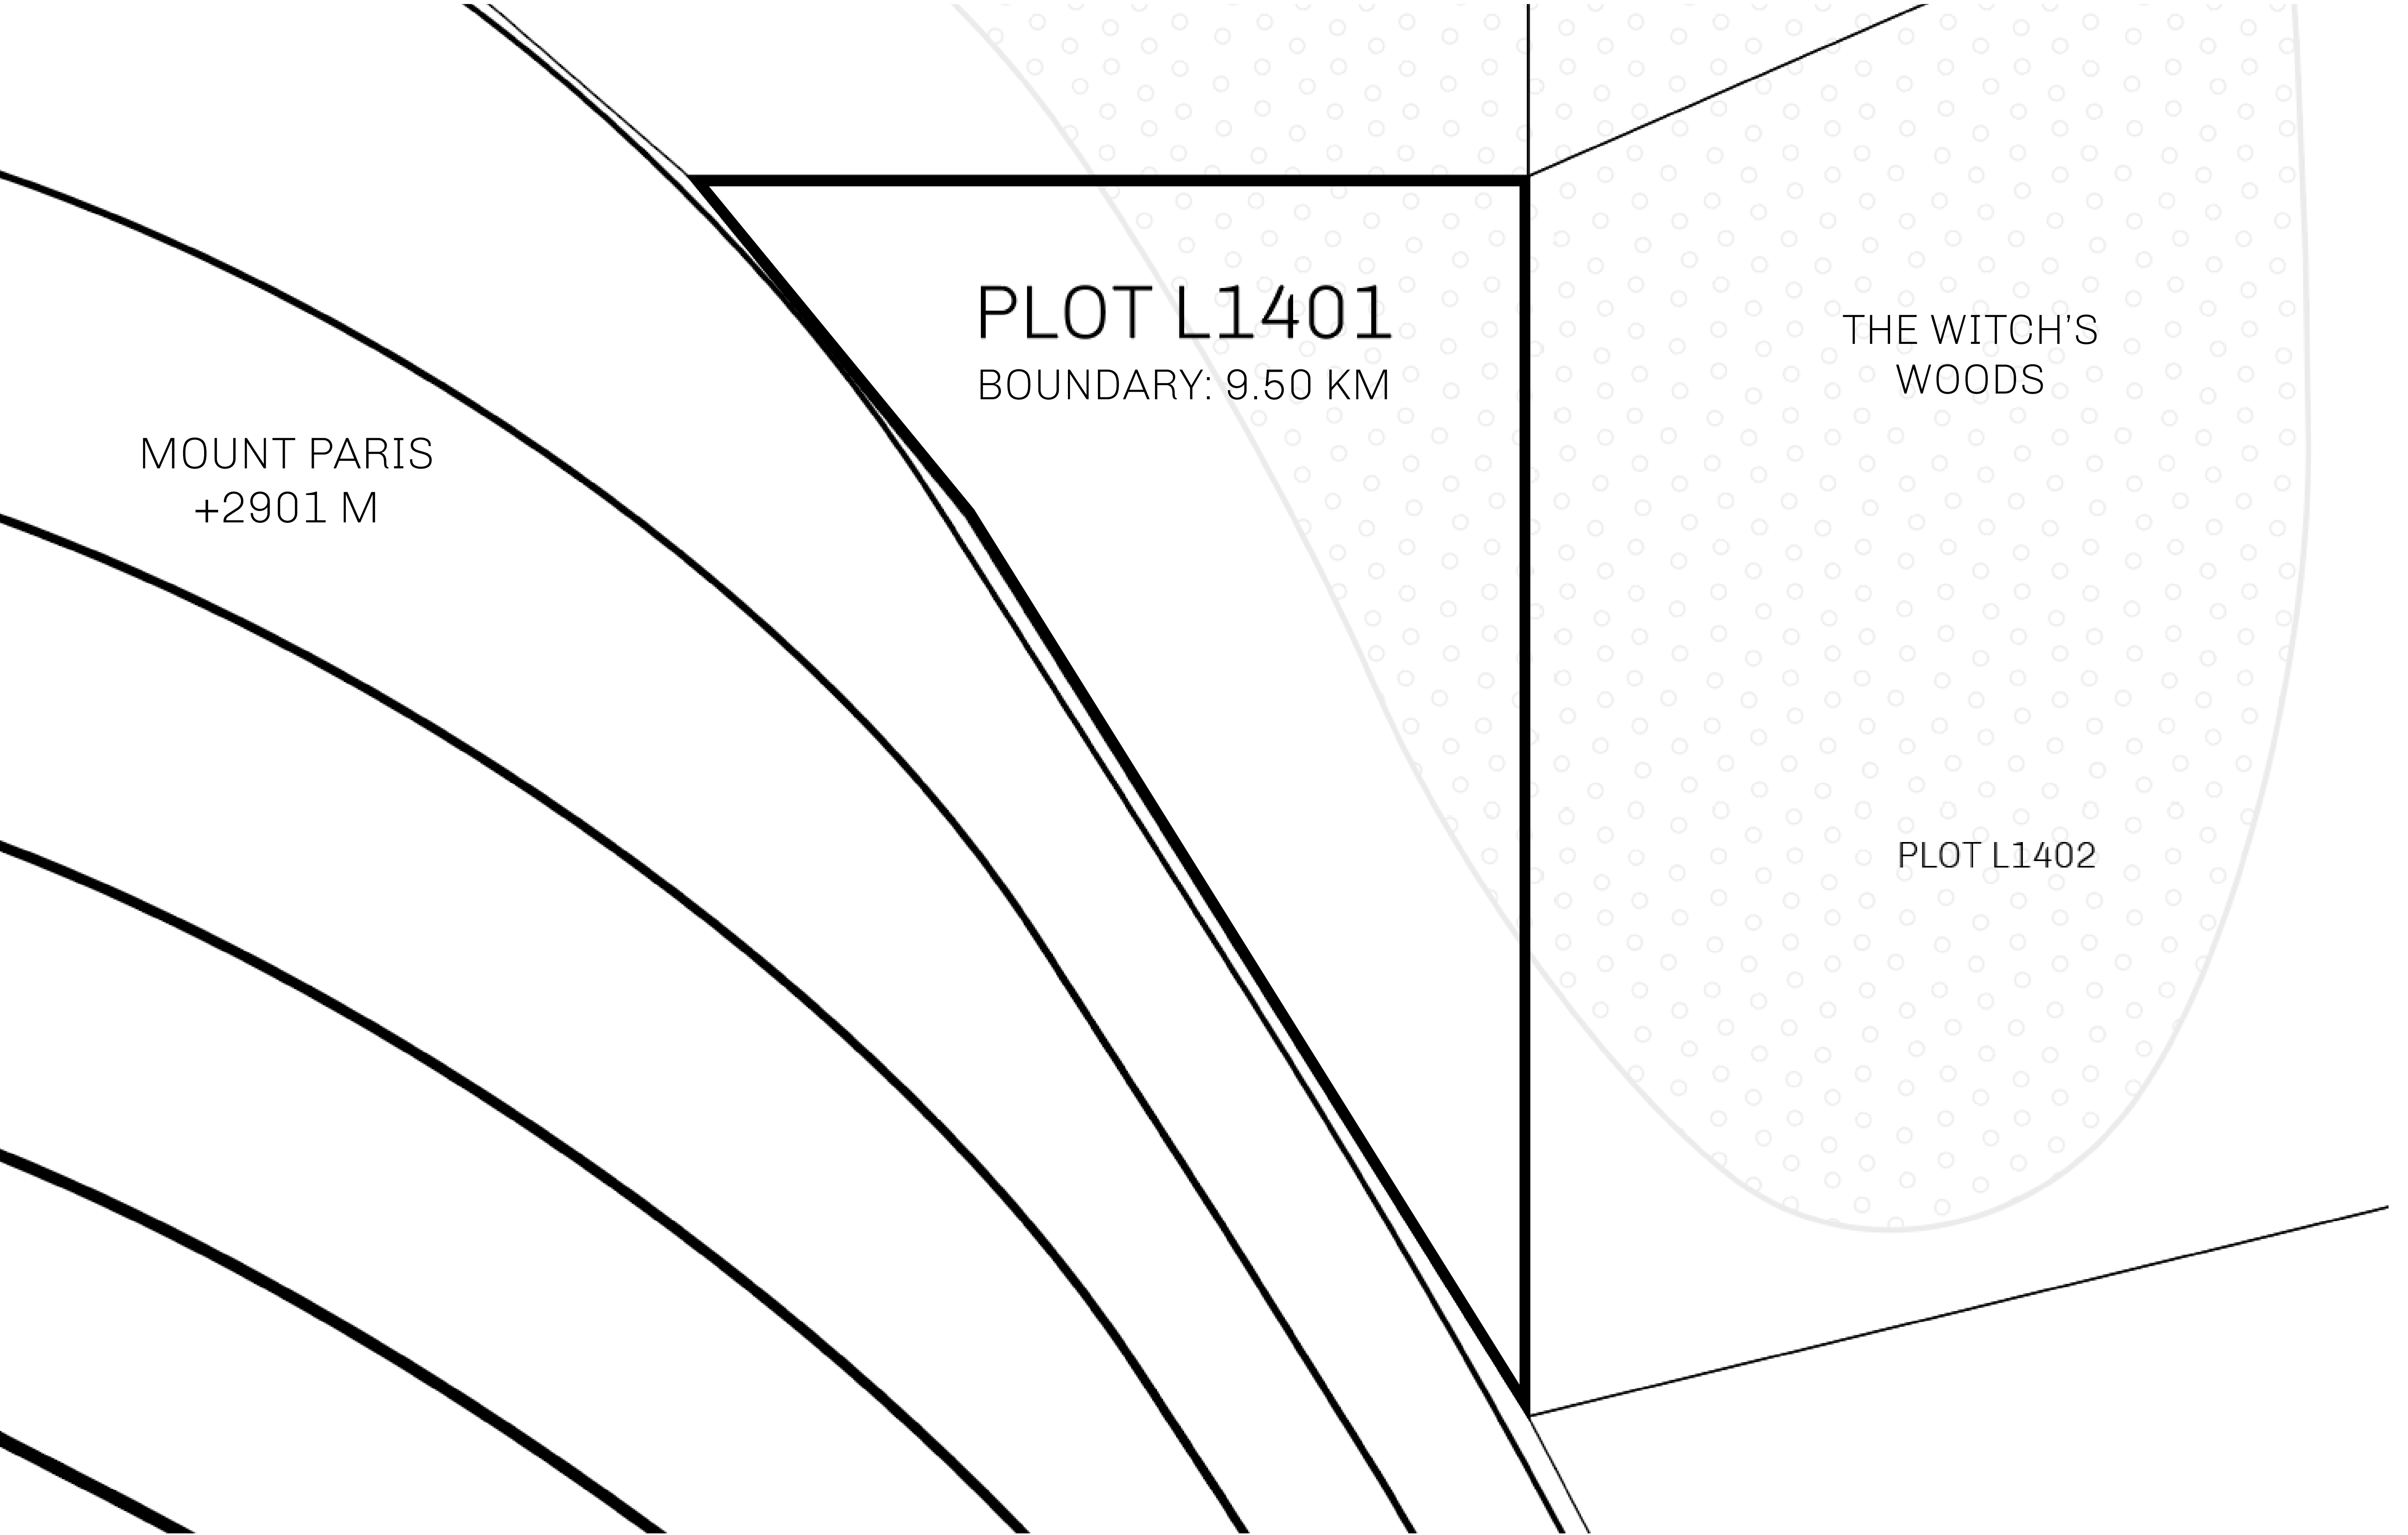 PLOT L1401
BOUNDARY: 9.50 KM
THE WITCH'S
WOODS
MOUNT PARIS
+2901 M
PLOT L1402